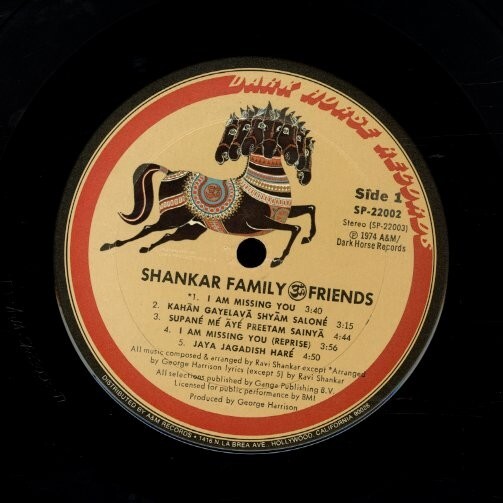 DARK HORSE RECORDS
Side 1
SP-22002
Stereo (SP-22003)
℗ 1974 A&M/
Dark Horse Records
SHANKAR FAMILY ॐ FRIENDS
*1. I AM MISSING YOU 3:40
2. KAHĀN GAYELAVĀ SHYĀM SALONÉ 3:15
3. SUPANÉ MÉ ĀYÉ PREETAM SAINYĀ 4:44
4. I AM MISSING YOU (REPRISE) 3:56
5. JAYA JAGADISH HARÉ 4:50
All music composed & arranged by Ravi Shankar except *Arranged
by George Harrison lyrics (except 5) by Ravi Shankar
All selections published by Ganga Publishing B.V.
Licensed for public performance by BMI
Produced by George Harrison
DISTRIBUTED BY A&M RECORDS • 1416 N. LA BREA AVE., HOLLYWOOD, CALIFORNIA 90028